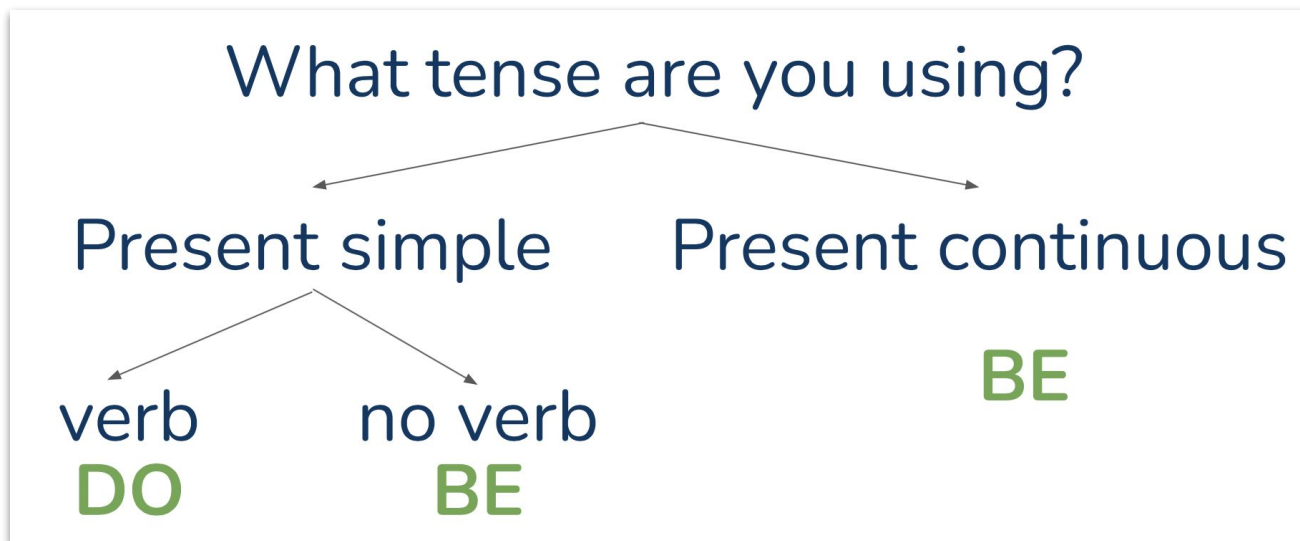 What tense are you using?
Present simple
Present continuous
BE
verb
no verb
DO
BE